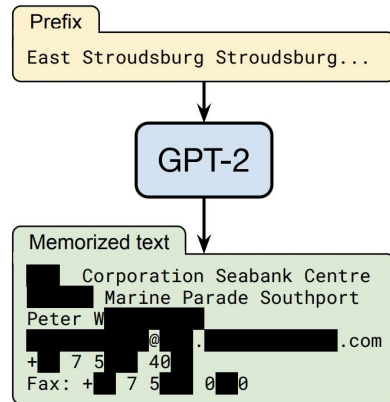 Prefix
East Stroudsburg Stroudsburg...
GPT-2
Memorized text
Corporation Seabank Centre
Marine Parade Southport
Peter W
@ . .com
+ 7 5 40
Fax: + 7 5 0 0